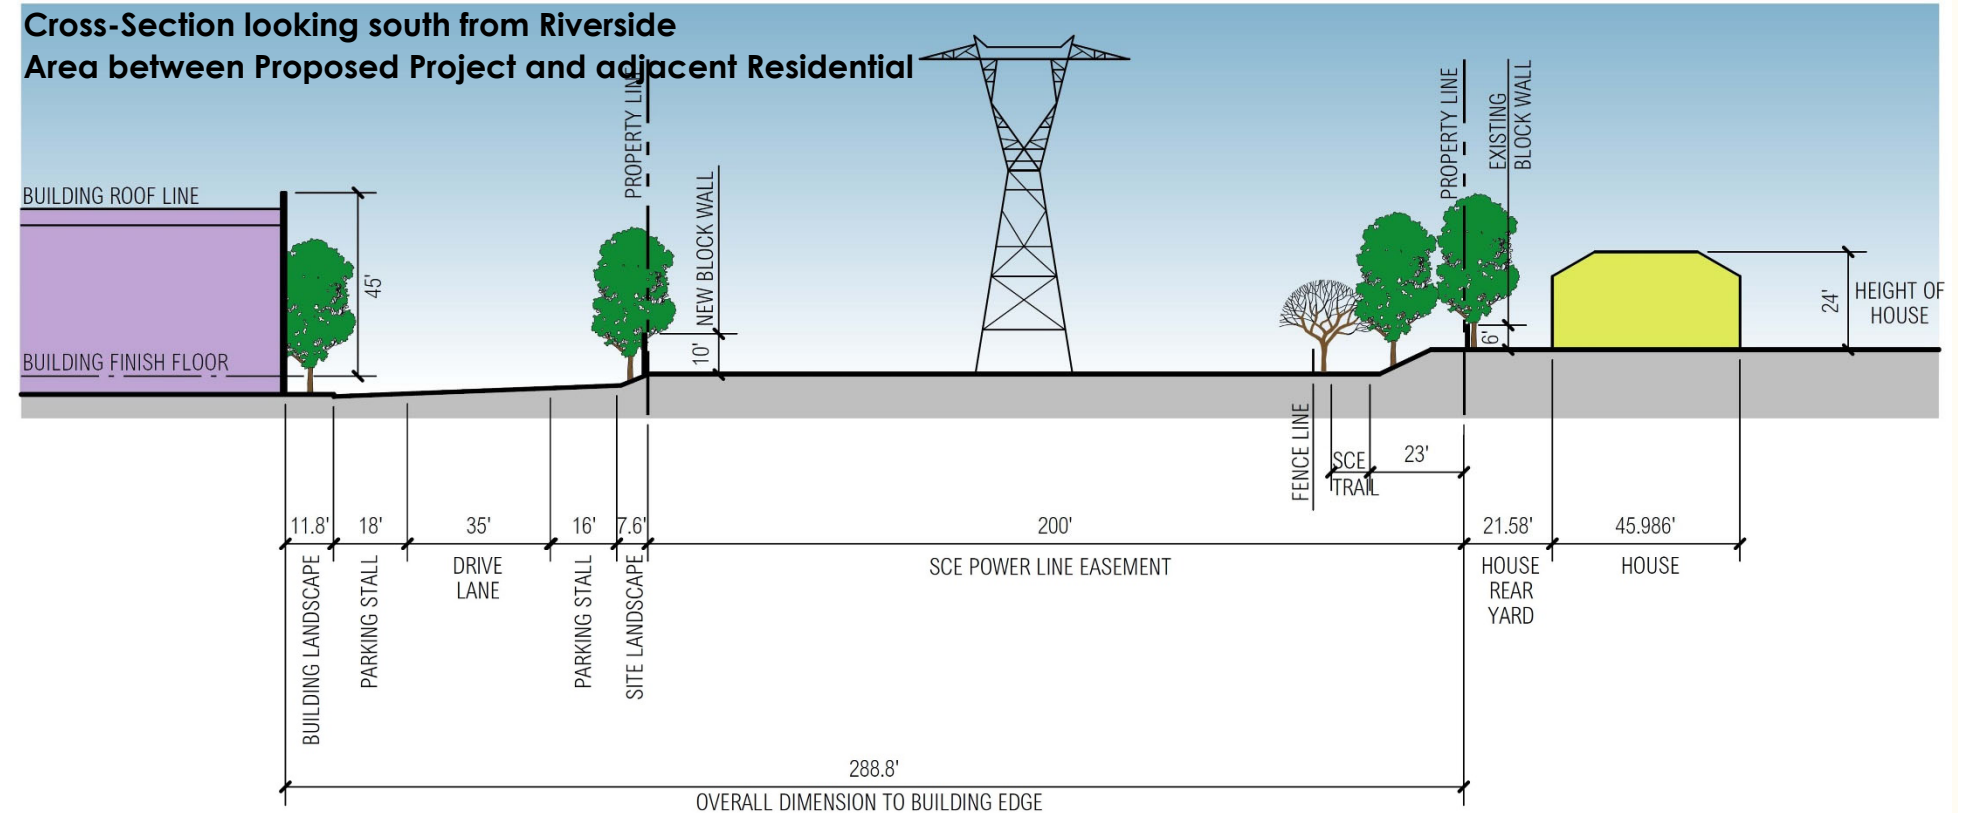 Cross-Section looking south from Riverside
Area between Proposed Project and adjacent Residential
PROPERTY LINE
PROPERTY LINE
EXISTING
BLOCK WALL
BUILDING ROOF LINE
NEW BLOCK WALL
45'
24'
HEIGHT OF
HOUSE
10'
6'
BUILDING FINISH FLOOR
FENCE LINE
SCE
TRAIL
23'
11.8'
18'
35'
16'
7.6'
200'
21.58'
45.986'
BUILDING LANDSCAPE
PARKING STALL
DRIVE
LANE
PARKING STALL
SITE LANDSCAPE
SCE POWER LINE EASEMENT
HOUSE
REAR
YARD
HOUSE
288.8'
OVERALL DIMENSION TO BUILDING EDGE